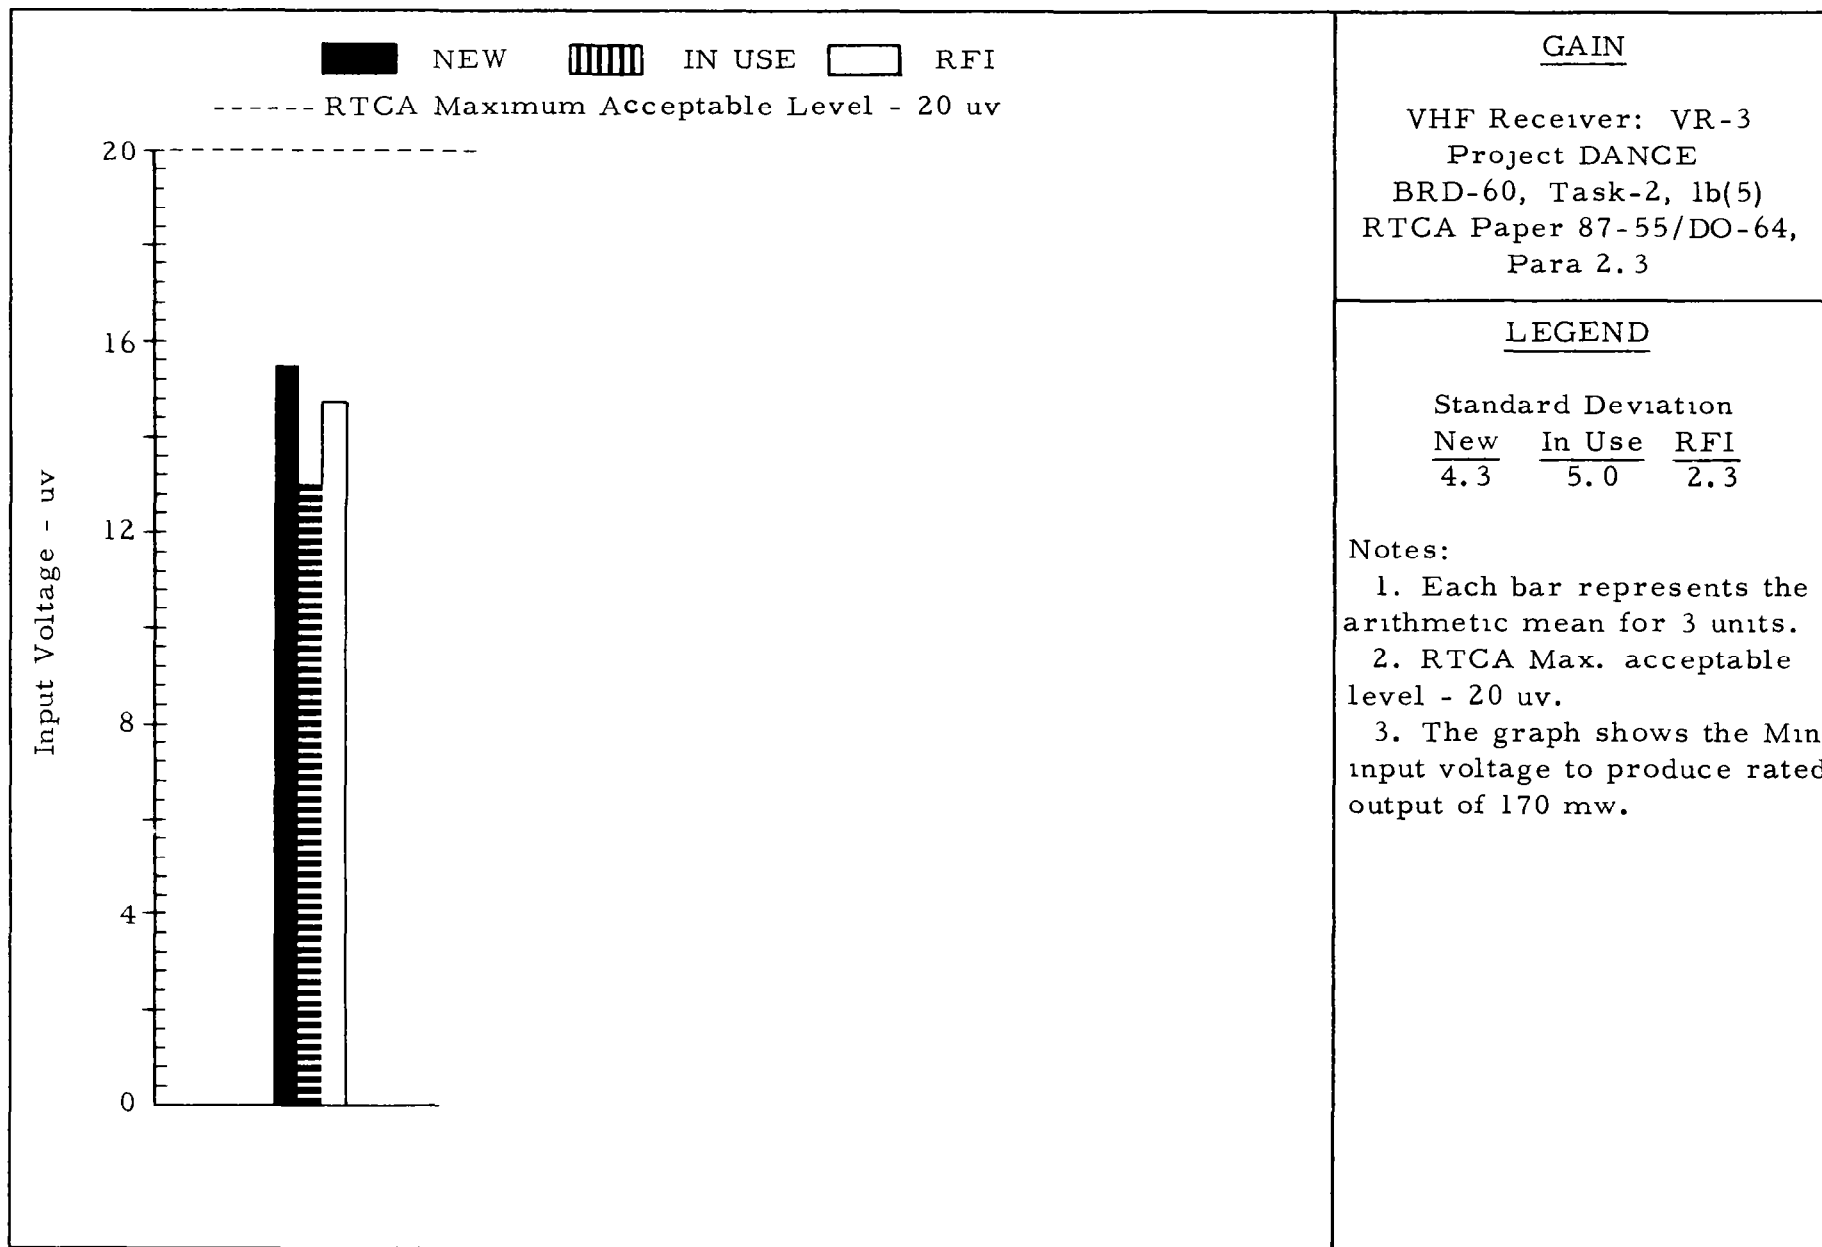 NEW IN USE RFI
------ RTCA Maximum Acceptable Level - 20 uv
20
16
12
8
4
0
Input Voltage - uv
GAIN
VHF Receiver: VR-3
Project DANCE
BRD-60, Task-2, 1b(5)
RTCA Paper 87-55/DO-64,
Para 2.3
LEGEND
Standard Deviation
New In Use RFI
4.3 5.0 2.3
Notes:
1. Each bar represents the
arithmetic mean for 3 units.
2. RTCA Max. acceptable
level - 20 uv.
3. The graph shows the Min
input voltage to produce rated
output of 170 mw.